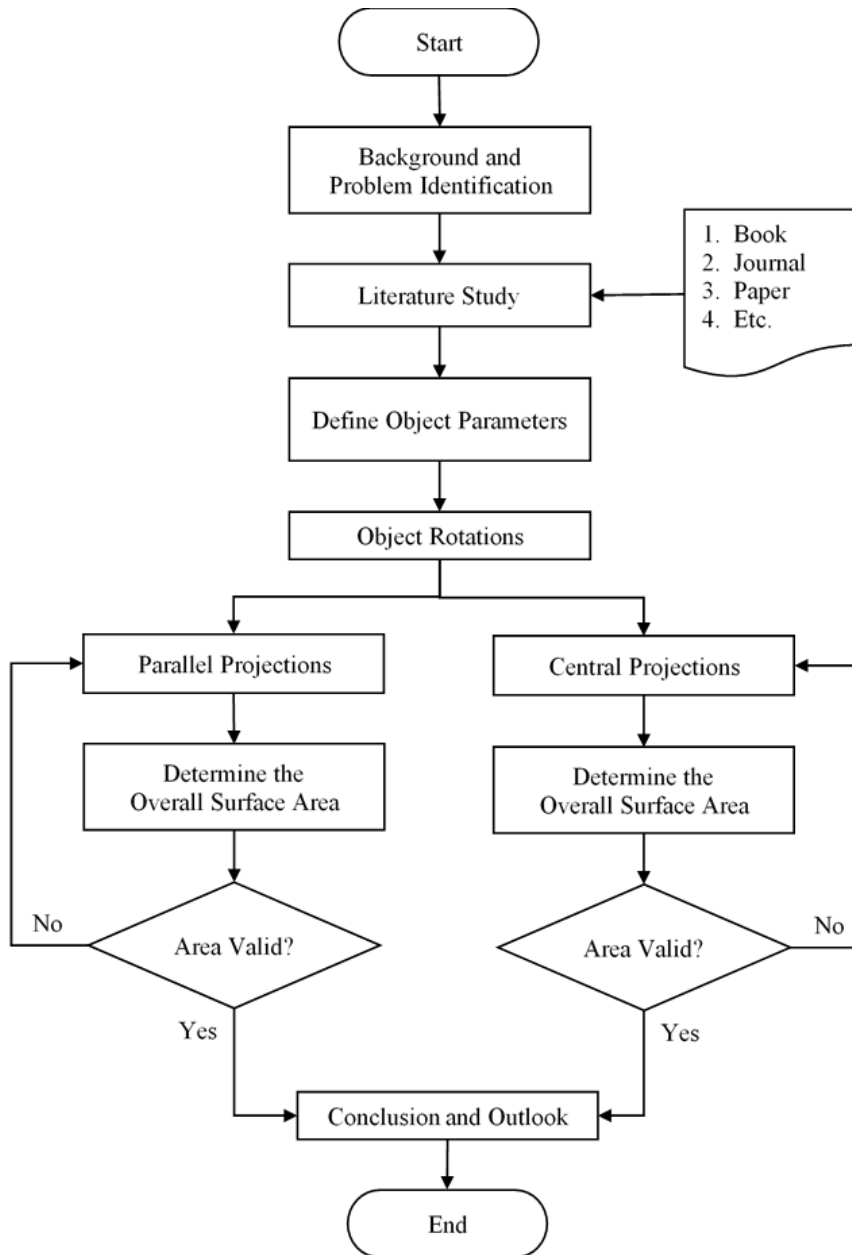 Start
Background and
Problem Identification
1. Book
2. Journal
3. Paper
4. Etc.
Literature Study
Define Object Parameters
Object Rotations
Parallel Projections
Central Projections
Determine the
Overall Surface Area
Determine the
Overall Surface Area
No
Area Valid?
Area Valid?
No
Yes
Yes
Conclusion and Outlook
End